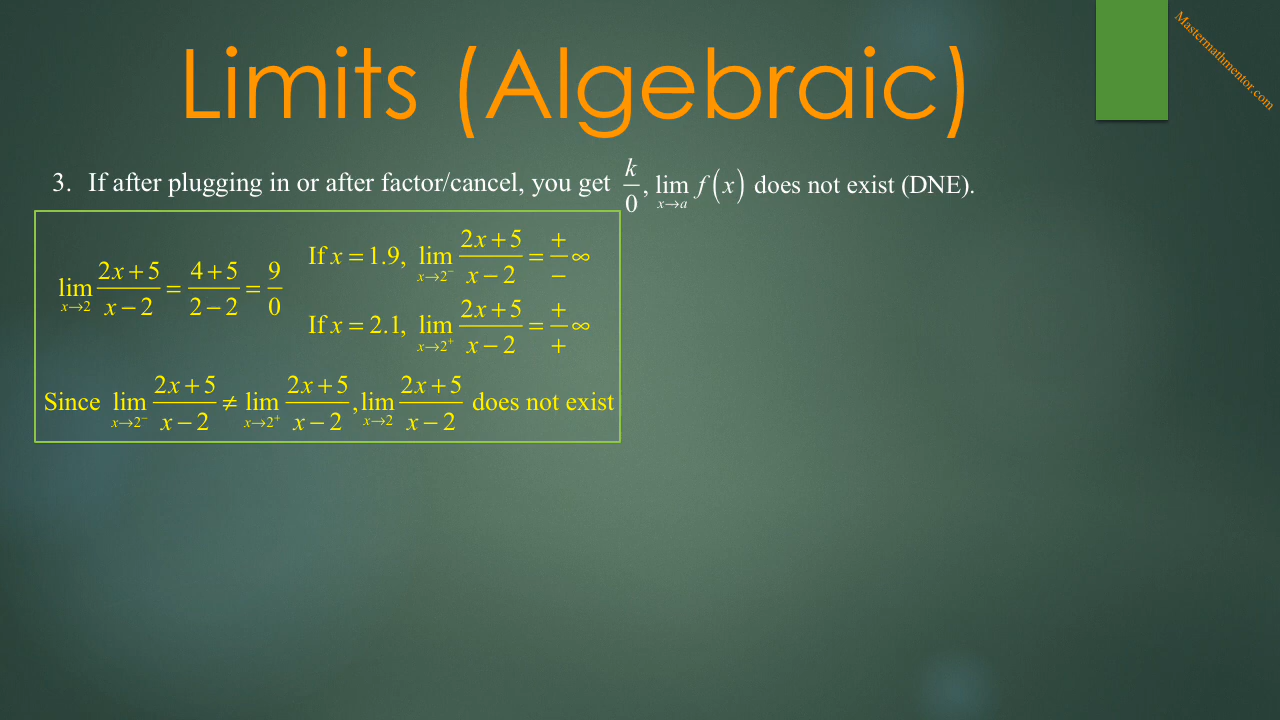 Limits (Algebraic)
Mastermathmentor.com
3. If after plugging in or after factor/cancel, you get k/0, lim x→a f(x) does not exist (DNE).
lim x→2 (2x+5)/(x−2) = (4+5)/(2−2) = 9/0
If x = 1.9, lim x→2⁻ (2x+5)/(x−2) = +/− ∞
If x = 2.1, lim x→2⁺ (2x+5)/(x−2) = +/+ ∞
Since lim x→2⁻ (2x+5)/(x−2) ≠ lim x→2⁺ (2x+5)/(x−2), lim x→2 (2x+5)/(x−2) does not exist